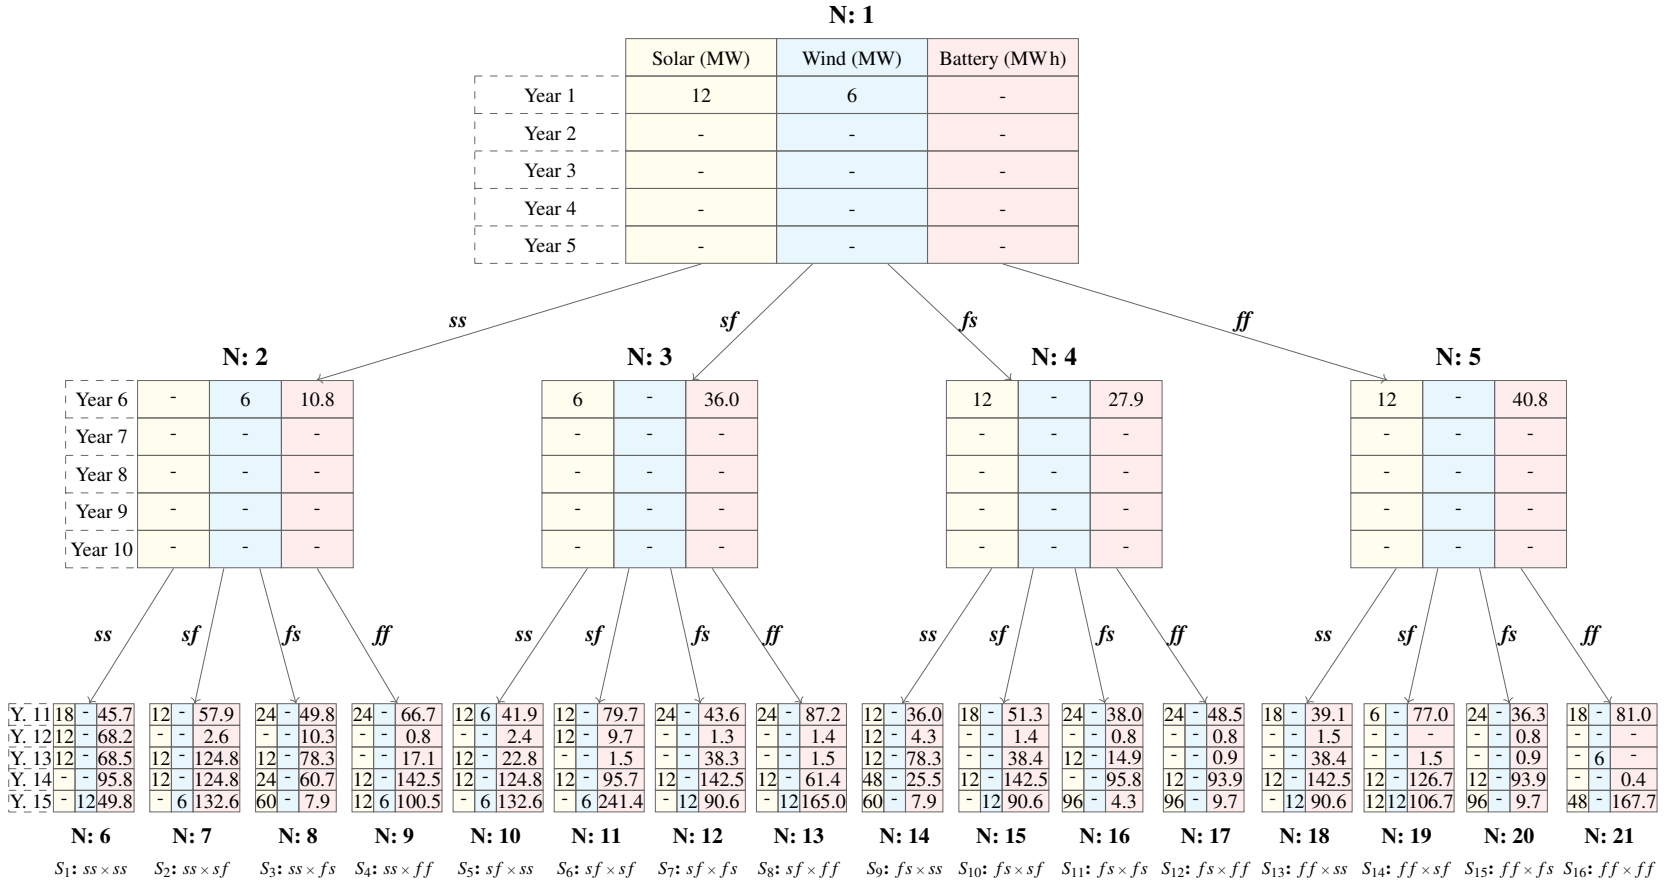 N: 1
Solar (MW) Wind (MW) Battery (MWh)
Year 1 12 6 -
Year 2 - - -
Year 3 - - -
Year 4 - - -
Year 5 - - -
ss sf fs ff
N: 2 N: 3 N: 4 N: 5
Year 6 - 6 10.8 6 - 36.0 12 - 27.9 12 - 40.8
Year 7 - - - - - - - - - - - -
Year 8 - - - - - - - - - - - -
Year 9 - - - - - - - - - - - -
Year 10 - - - - - - - - - - - -
ss sf fs ff ss sf fs ff ss sf fs ff ss sf fs ff
Y. 11 18 - 45.7 12 - 57.9 24 - 49.8 24 - 66.7 12 6 41.9 12 - 79.7 24 - 43.6 24 - 87.2 12 - 36.0 18 - 51.3 24 - 38.0 24 - 48.5 18 - 39.1 6 - 77.0 24 - 36.3 18 - 81.0
Y. 12 12 - 68.2 - - 2.6 - - 10.3 - - 0.8 - - 2.4 12 - 9.7 - - 1.3 - - 1.4 12 - 4.3 - - 1.4 - - 0.8 - - 0.8 - - 1.5 - - - - - 0.8 - - -
Y. 13 12 - 68.5 12 - 124.8 12 - 78.3 - - 17.1 12 - 22.8 - - 1.5 - - 38.3 - - 1.5 12 - 78.3 - - 38.4 12 - 14.9 - - 0.9 - - 38.4 - - 1.5 - - 0.9 - 6 -
Y. 14 - - 95.8 12 - 124.8 24 - 60.7 12 - 142.5 12 - 124.8 12 - 95.7 12 - 142.5 12 - 61.4 48 - 25.5 12 - 142.5 - - 95.8 12 - 93.9 12 - 142.5 12 - 126.7 12 - 93.9 - - 0.4
Y. 15 - 12 49.8 - 6 132.6 60 - 7.9 12 6 100.5 - 6 132.6 - 6 241.4 - 12 90.6 - 12 165.0 60 - 7.9 - 12 90.6 96 - 4.3 96 - 9.7 - 12 90.6 12 12 106.7 96 - 9.7 48 - 167.7
N: 6 N: 7 N: 8 N: 9 N: 10 N: 11 N: 12 N: 13 N: 14 N: 15 N: 16 N: 17 N: 18 N: 19 N: 20 N: 21
S1: ss×ss S2: ss×sf S3: ss×fs S4: ss×ff S5: sf×ss S6: sf×sf S7: sf×fs S8: sf×ff S9: fs×ss S10: fs×sf S11: fs×fs S12: fs×ff S13: ff×ss S14: ff×sf S15: ff×fs S16: ff×ff